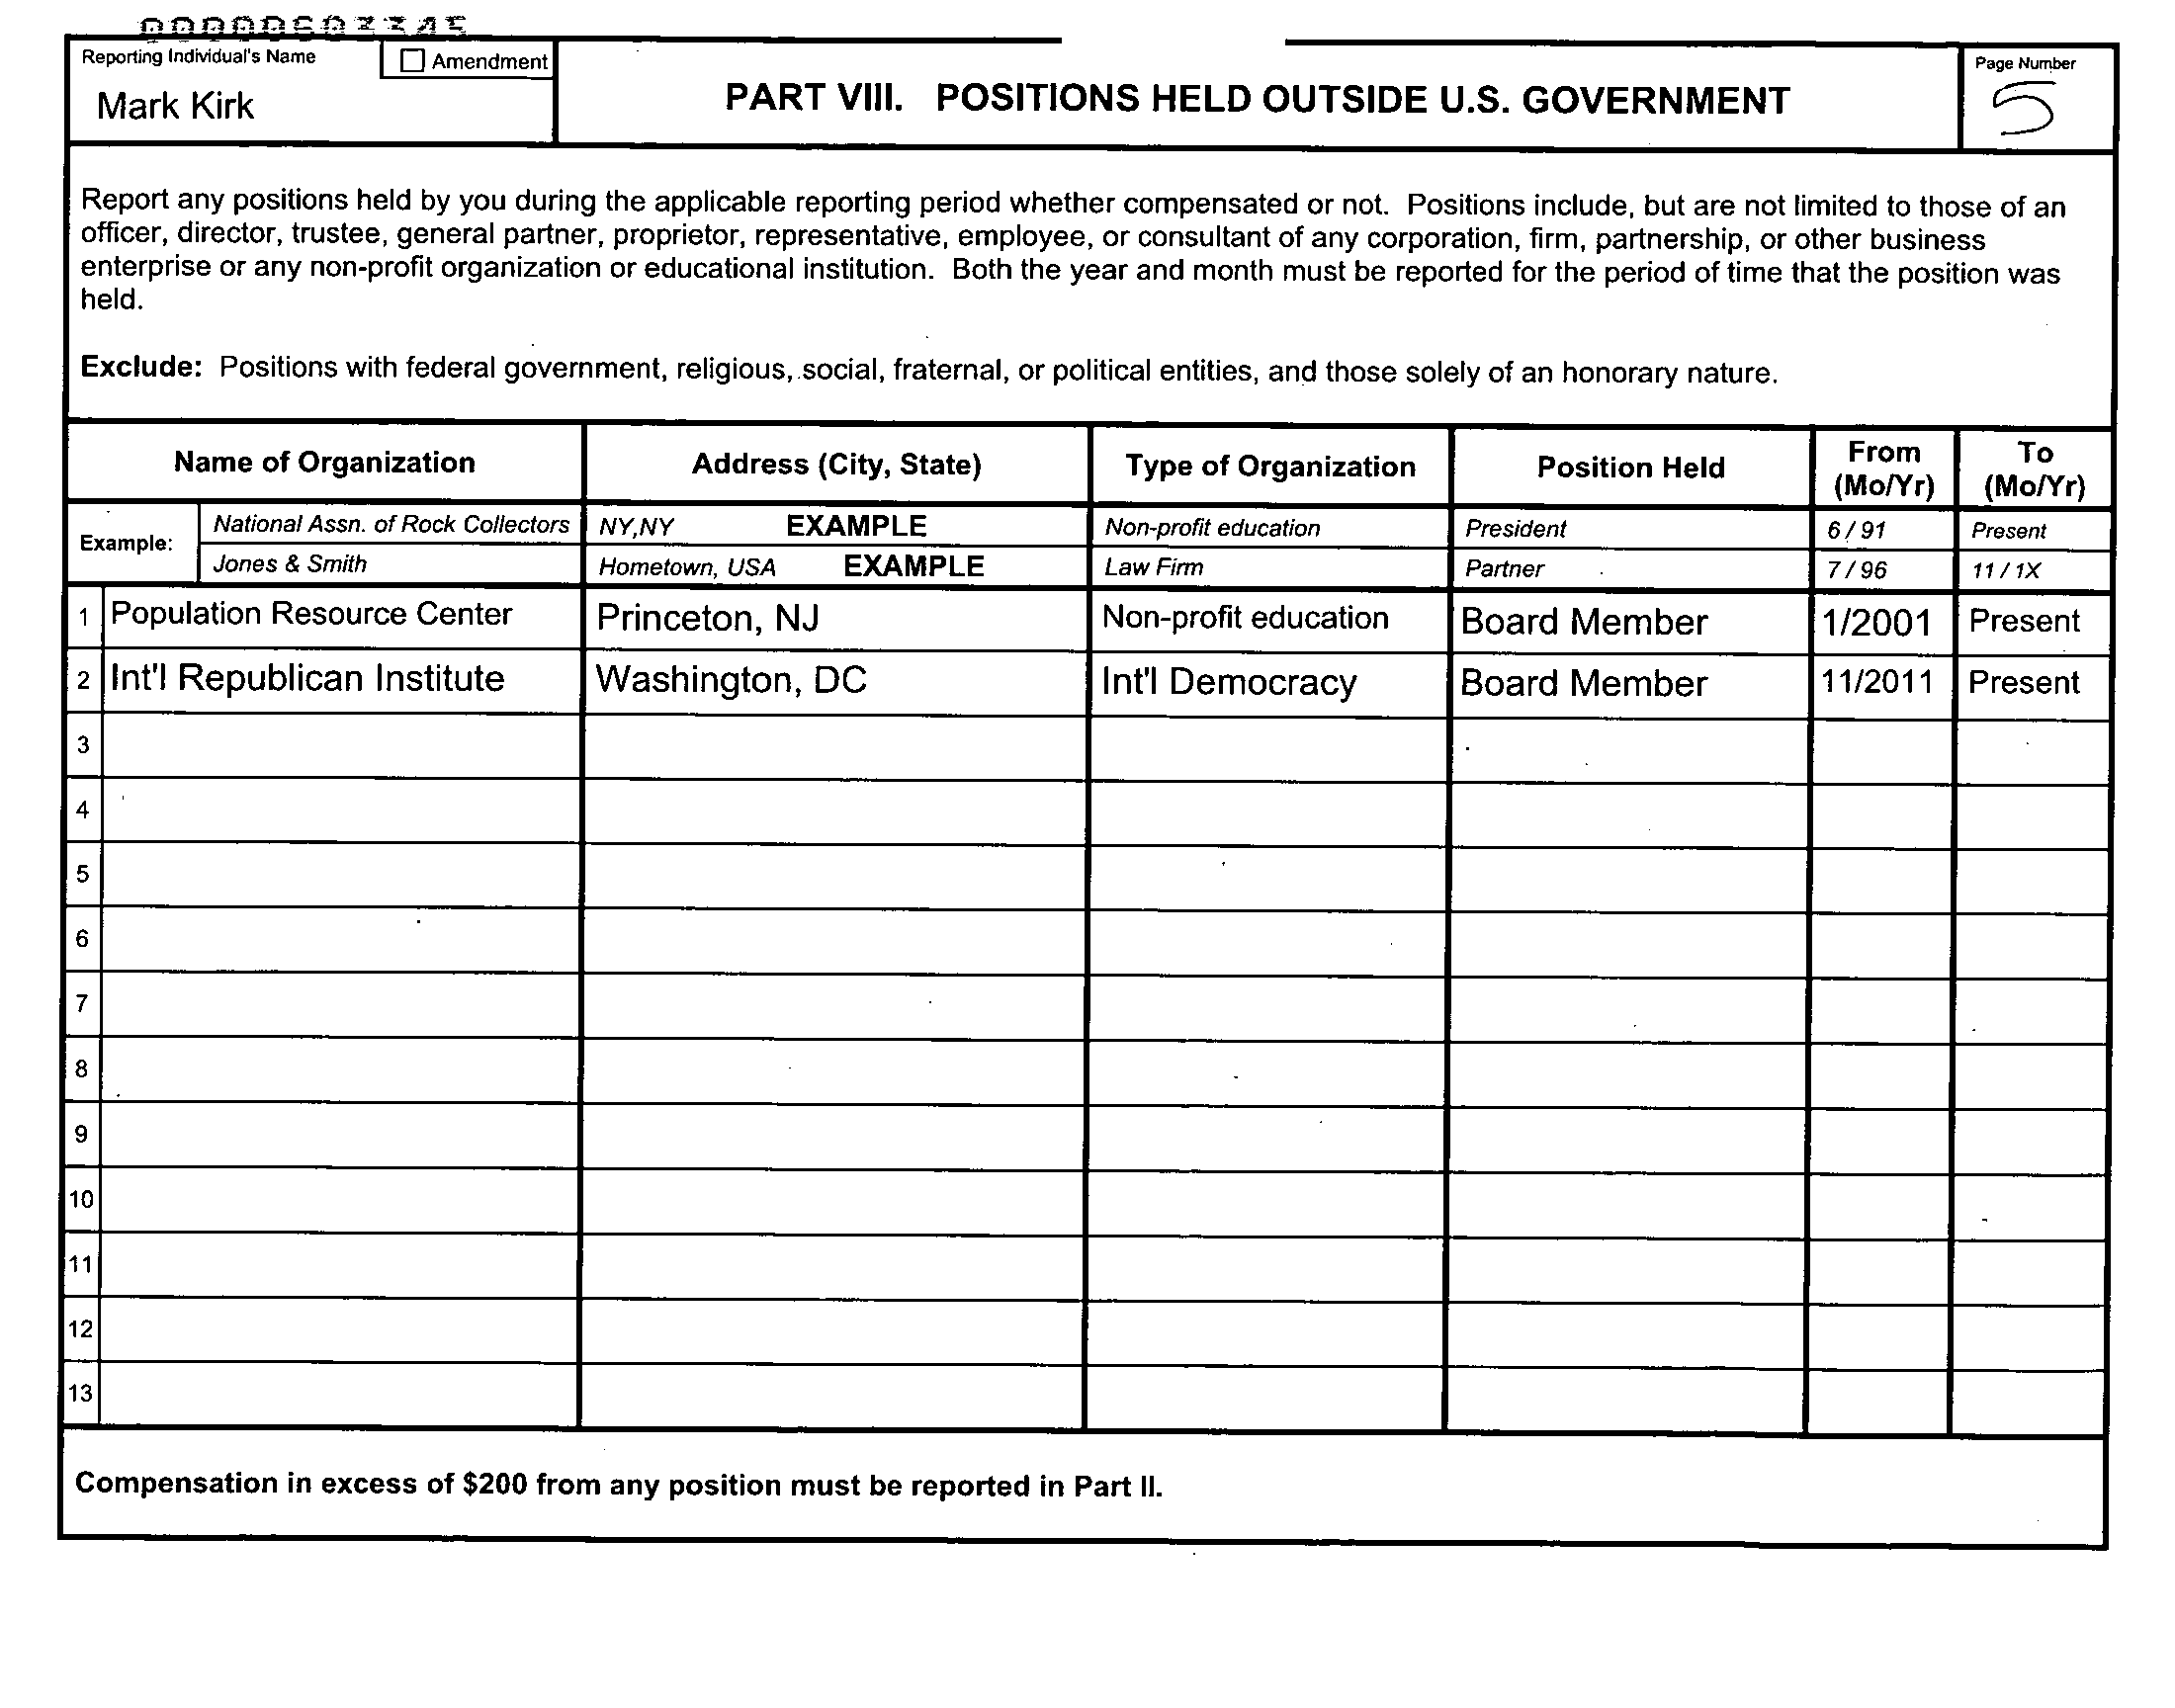 Reporting Individual's Name
Amendment
Mark Kirk
PART VIII. POSITIONS HELD OUTSIDE U.S. GOVERNMENT
Page Number
5
Report any positions held by you during the applicable reporting period whether compensated or not. Positions include, but are not limited to those of an
officer, director, trustee, general partner, proprietor, representative, employee, or consultant of any corporation, firm, partnership, or other business
enterprise or any non-profit organization or educational institution. Both the year and month must be reported for the period of time that the position was
held.
Exclude: Positions with federal government, religious, social, fraternal, or political entities, and those solely of an honorary nature.
Name of Organization Address (City, State) Type of Organization Position Held From (Mo/Yr) To (Mo/Yr)
Example: National Assn. of Rock Collectors NY,NY EXAMPLE Non-profit education President 6 / 91 Present
Jones & Smith Hometown, USA EXAMPLE Law Firm Partner 7 / 96 11 / 1X
1 Population Resource Center Princeton, NJ Non-profit education Board Member 1/2001 Present
2 Int'l Republican Institute Washington, DC Int'l Democracy Board Member 11/2011 Present
3
4
5
6
7
8
9
10
11
12
13
Compensation in excess of $200 from any position must be reported in Part II.